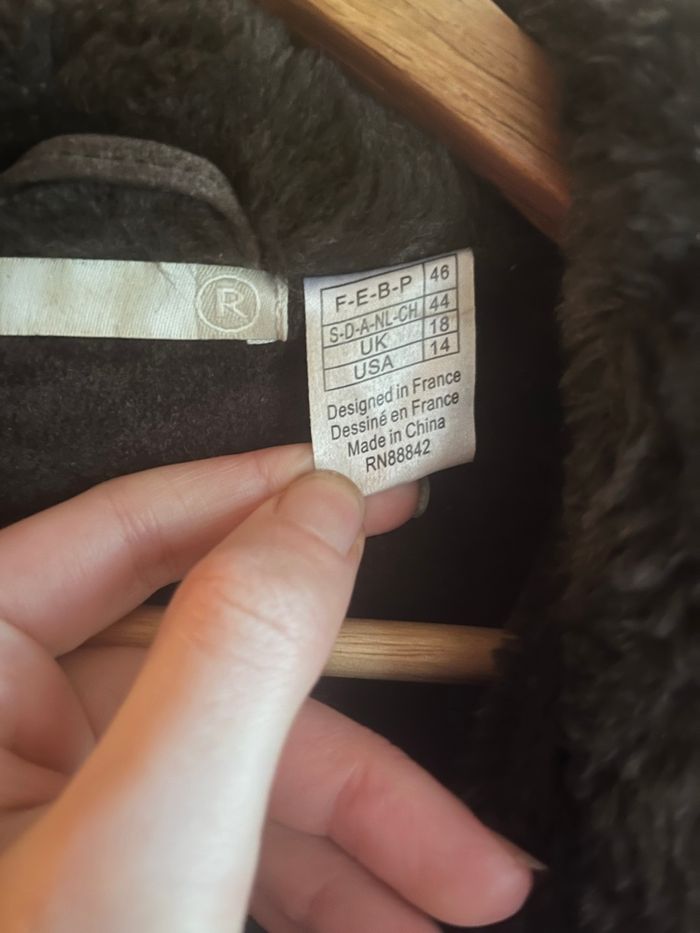 R
F-E-B-P 46
S-D-A-NL-CH 44
UK 18
USA 14
Designed in France
Dessiné en France
Made in China
RN88842